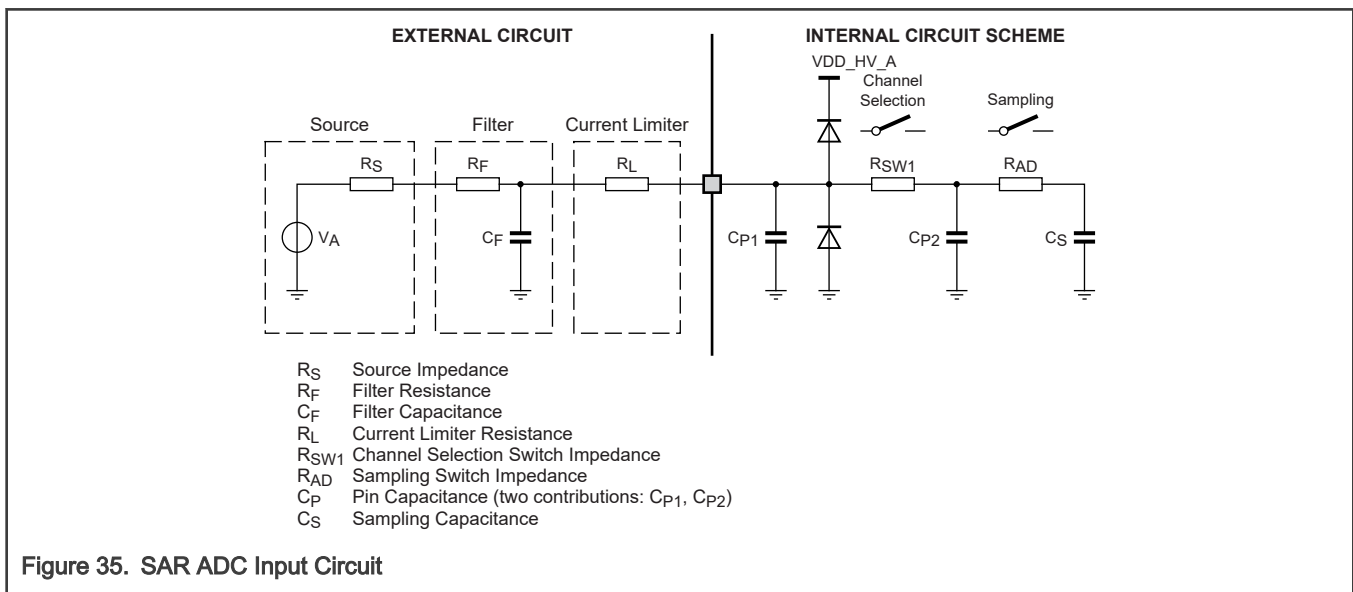 EXTERNAL CIRCUIT
INTERNAL CIRCUIT SCHEME
VDD_HV_A
Channel
Selection
Sampling
Source
Filter
Current Limiter
RS
RF
RL
RSW1
RAD
VA
CF
CP1
CP2
CS
RS Source Impedance
RF Filter Resistance
CF Filter Capacitance
RL Current Limiter Resistance
RSW1 Channel Selection Switch Impedance
RAD Sampling Switch Impedance
CP Pin Capacitance (two contributions: CP1, CP2)
CS Sampling Capacitance
Figure 35. SAR ADC Input Circuit